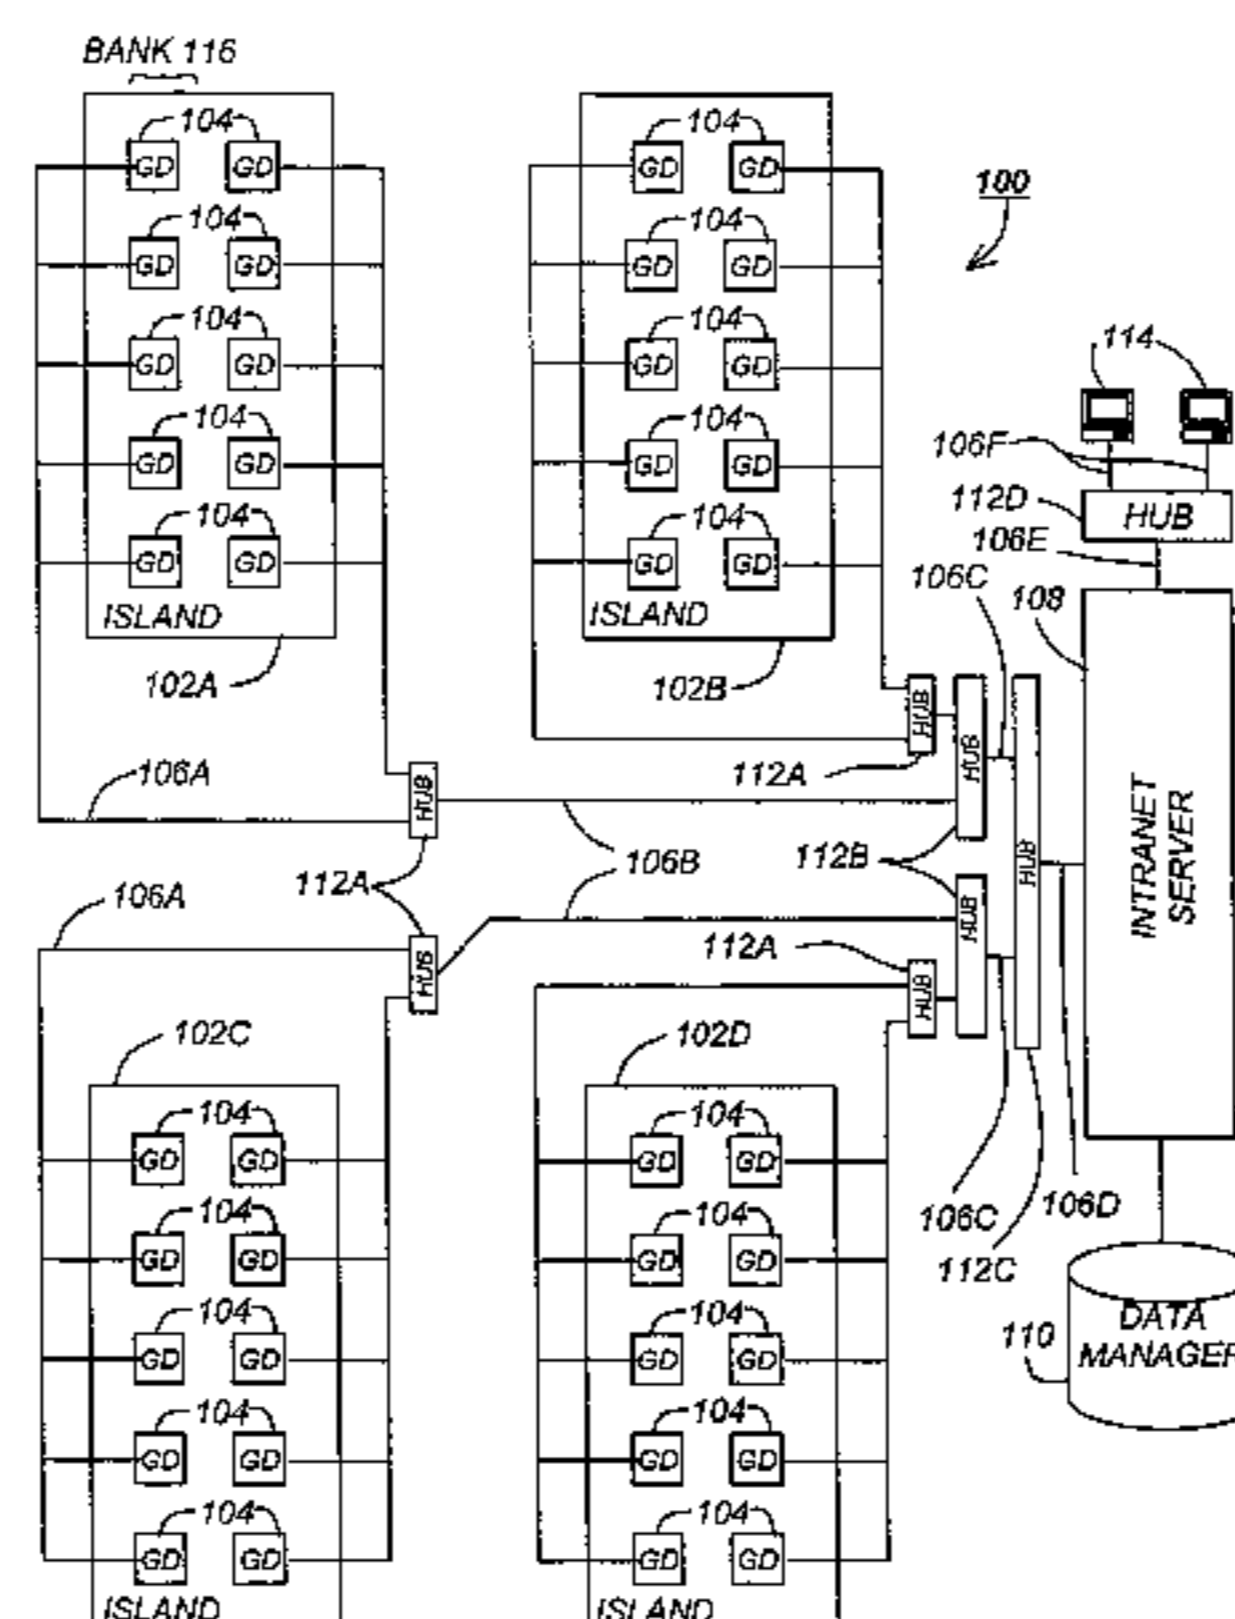 BANK 116
104 104
GD GD GD GD
100
104 104
GD GD GD GD
104 104
114
GD GD GD GD
104 104
106F
GD GD GD GD
112D HUB
104 104
106E
GD GD GD GD
106C 108
ISLAND ISLAND
102A 102B
HUB HUB
106A HUB 112A
INTRANET
SERVER
112A 106B 112B HUB
106A
HUB HUB
112A HUB
102C 102D
104 104
GD GD GD GD
106C 106D
104 104
GD GD GD GD
112C
104 104
DATA
110 MANAGER
GD GD GD GD
104 104
GD GD GD GD
104 104
GD GD GD GD
ISLAND ISLAND